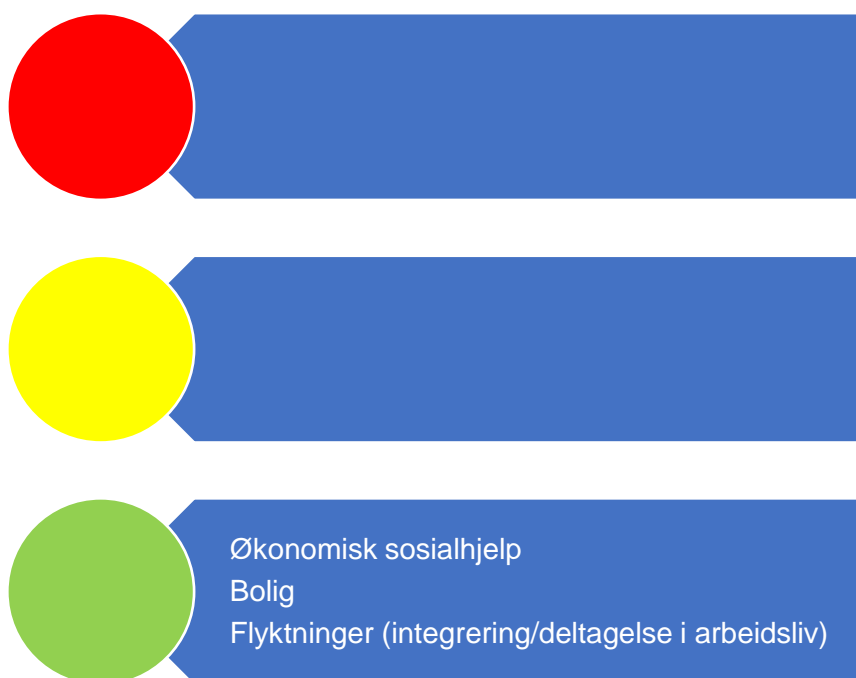 Økonomisk sosialhjelp
Bolig
Flyktninger (integrering/deltagelse i arbeidsliv)